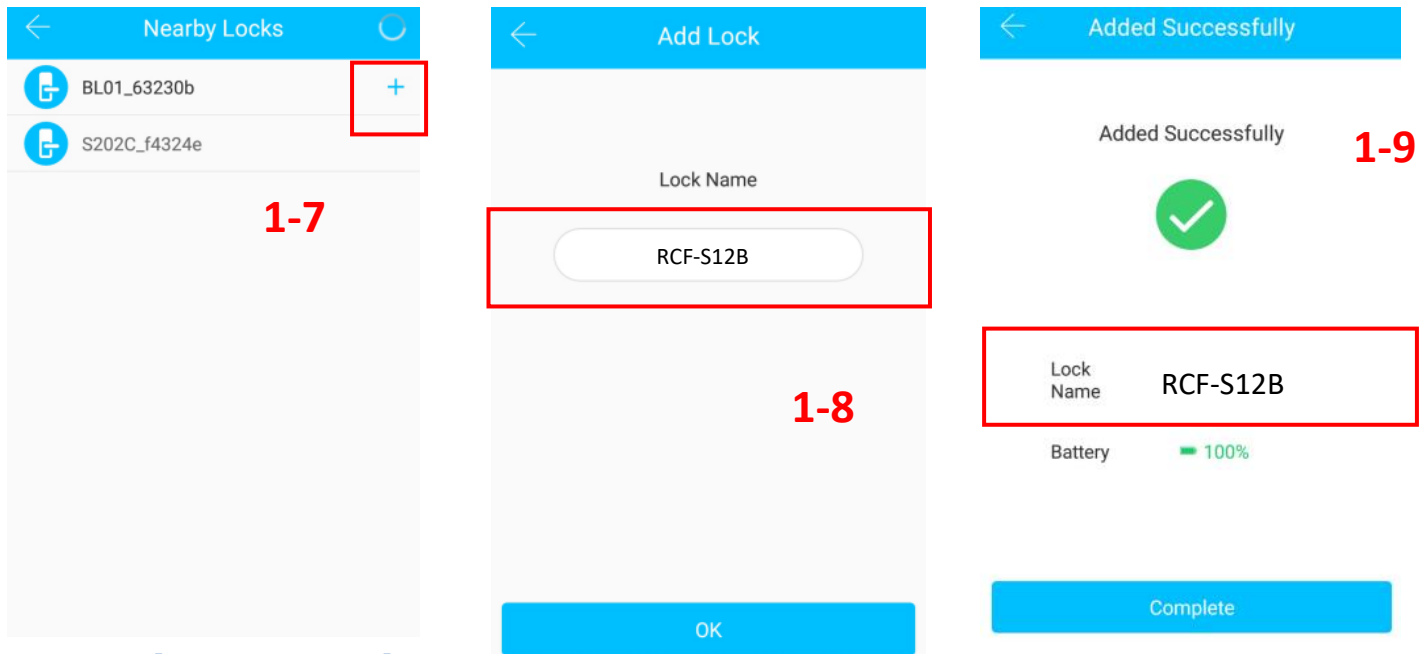 Nearby Locks
BL01_63230b
+
S202C_f4324e
1-7
Add Lock
Lock Name
RCF-S12B
1-8
OK
Added Successfully
Added Successfully
1-9
Lock
Name
RCF-S12B
Battery
100%
Complete